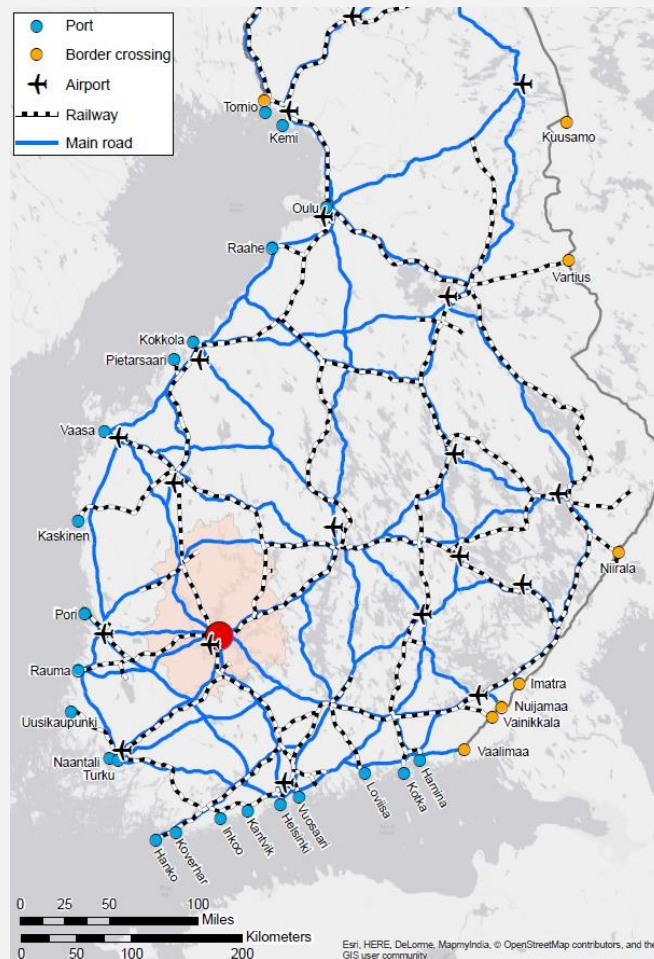 Port
Border crossing
Airport
Railway
Main road
Tornio
Kemi
Kuusamo
Oulu
Raahe
Vartius
Kokkola
Pietarsaari
Vaasa
Kaskinen
Niirala
Pori
Rauma
Imatra
Nuijamaa
Vainikkala
Uusikaupunki
Vaalimaa
Naantali
Turku
Hanko
Koverhar
Inkoo
Kantvik
Helsinki
Vuosaari
Loviisa
Kotka
Hamina
0 25 50 100
Miles
Kilometers
0 50 100 200
Esri, HERE, DeLorme, MapmyIndia, © OpenStreetMap contributors, and the
GIS user community